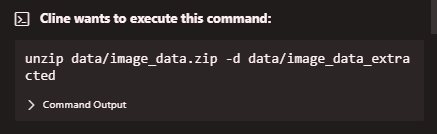 Cline wants to execute this command:
unzip data/image_data.zip -d data/image_data_extra
cted
Command Output